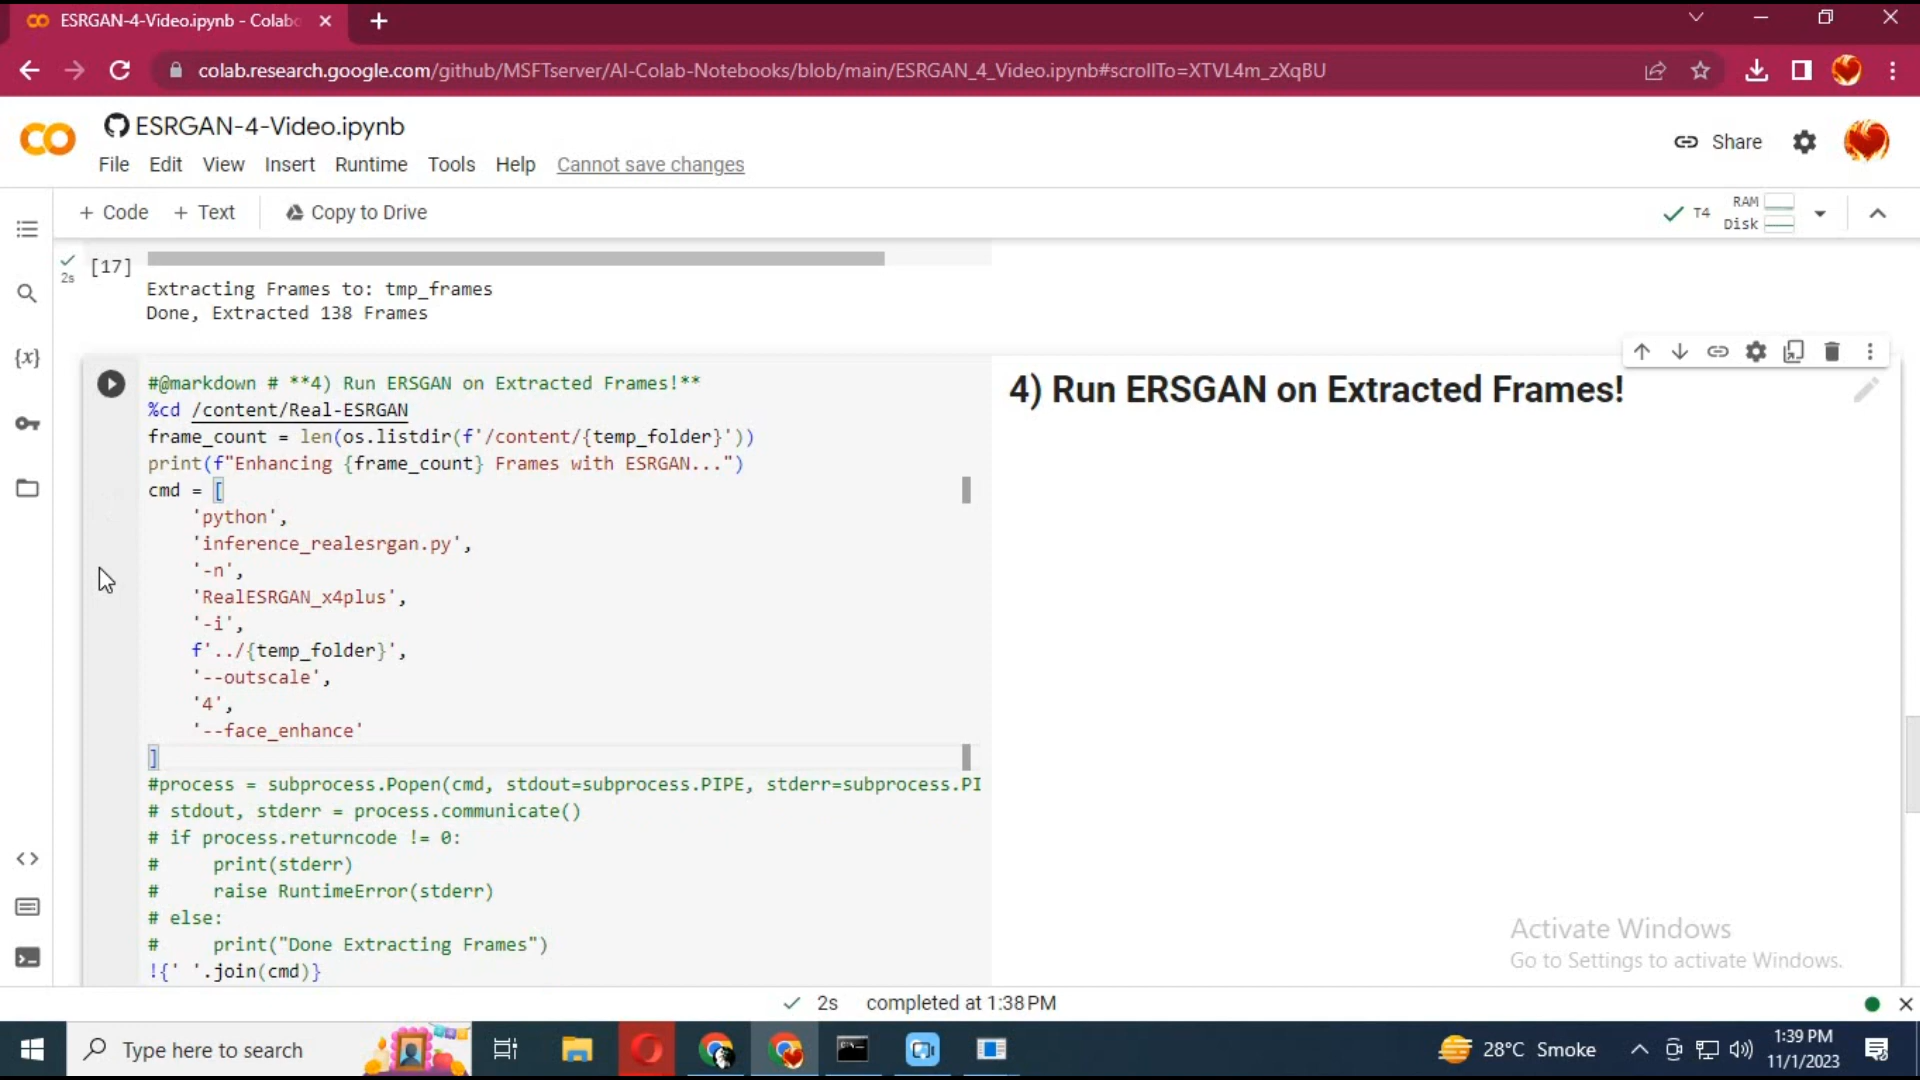 ESRGAN-4-Video.ipynb - Colabo
colab.research.google.com/github/MSFTserver/AI-Colab-Notebooks/blob/main/ESRGAN_4_Video.ipynb#scrollTo=XTVL4m_zXqBU
ESRGAN-4-Video.ipynb
File Edit View Insert Runtime Tools Help Cannot save changes
Share
+ Code + Text Copy to Drive
T4 RAM
Disk
[17]
2s
Extracting Frames to: tmp_frames
Done, Extracted 138 Frames
{x}
#@markdown # **4) Run ERSGAN on Extracted Frames!**
4) Run ERSGAN on Extracted Frames!
%cd /content/Real-ESRGAN
frame_count = len(os.listdir(f'/content/{temp_folder}'))
print(f"Enhancing {frame_count} Frames with ESRGAN...")
cmd = [
'python',
'inference_realesrgan.py',
'-n',
'RealESRGAN_x4plus',
'-i',
f'../{temp_folder}',
'--outscale',
'4',
'--face_enhance'
]
#process = subprocess.Popen(cmd, stdout=subprocess.PIPE, stderr=subprocess.PI
# stdout, stderr = process.communicate()
# if process.returncode != 0:
#     print(stderr)
#     raise RuntimeError(stderr)
# else:
#     print("Done Extracting Frames")
!{' '.join(cmd)}
Activate Windows
Go to Settings to activate Windows.
2s completed at 1:38 PM
Type here to search
28°C Smoke
1:39 PM
11/1/2023